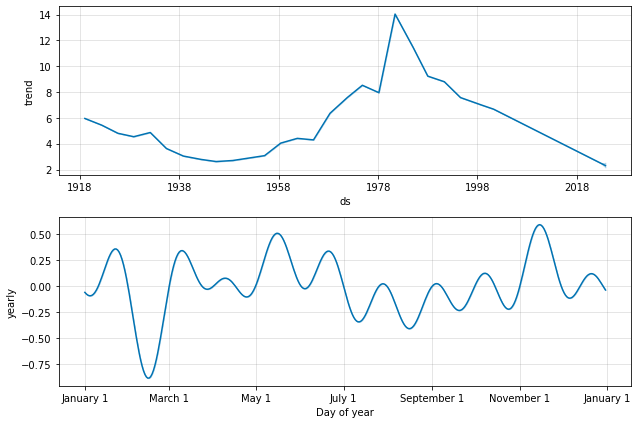 14
12
10
8
6
4
2
trend
1918 1938 1958 1978 1998 2018
ds
0.50
0.25
0.00
−0.25
−0.50
−0.75
yearly
January 1 March 1 May 1 July 1 September 1 November 1 January 1
Day of year